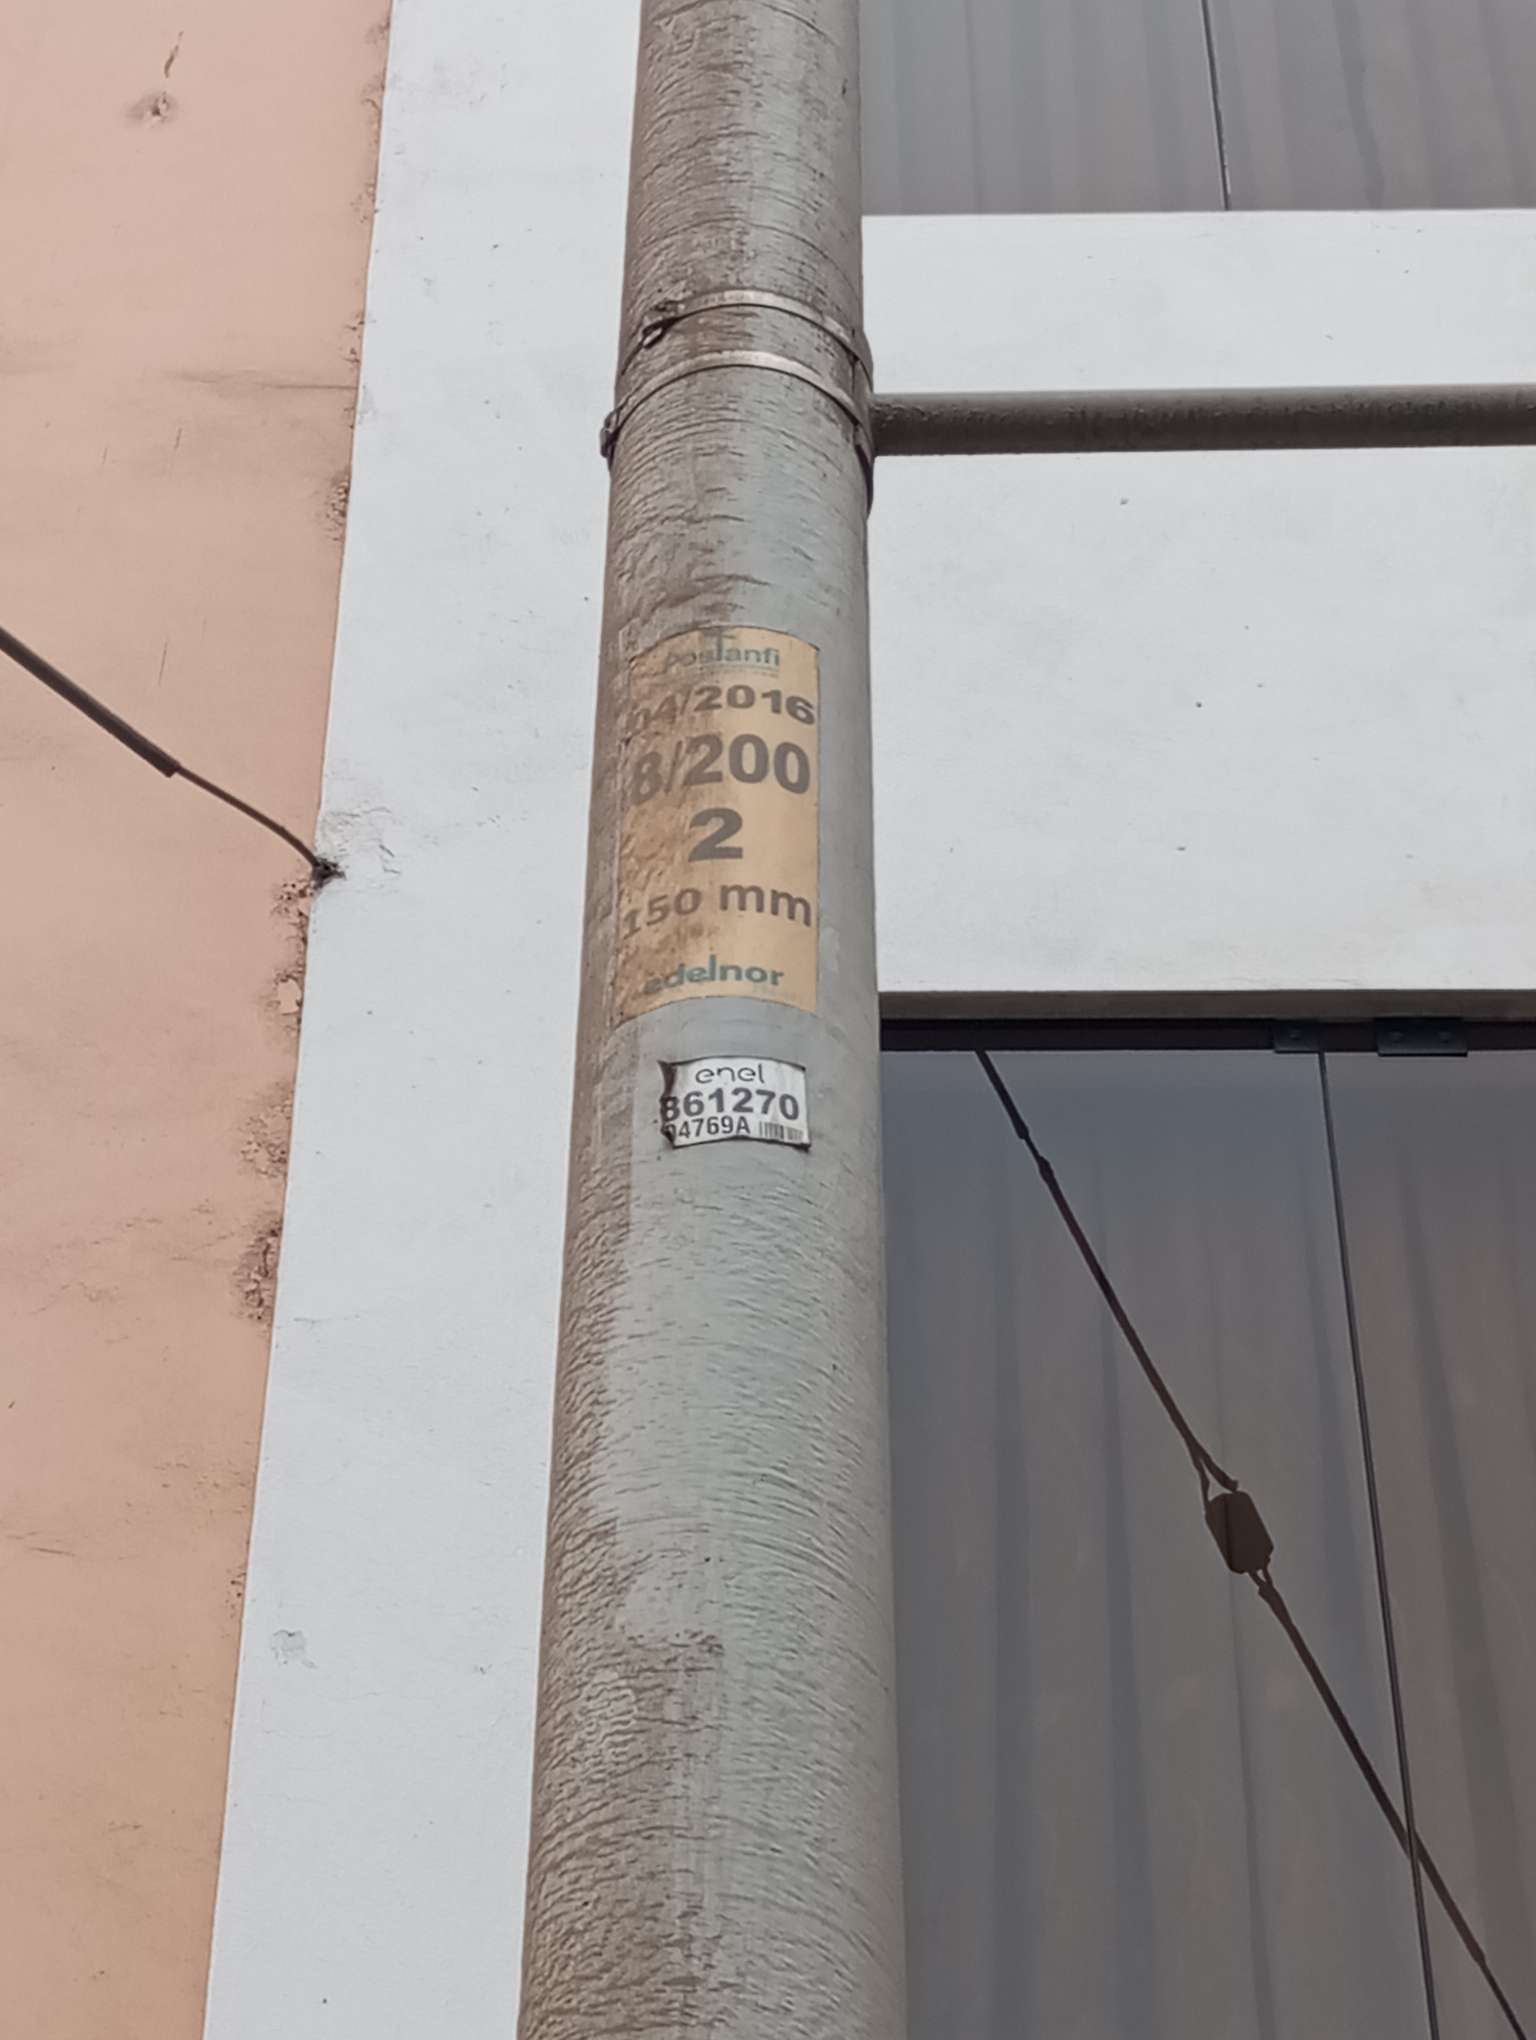 Postanfi
04/2016
8/200
2
150 mm
edelnor
enel
861270
04769A